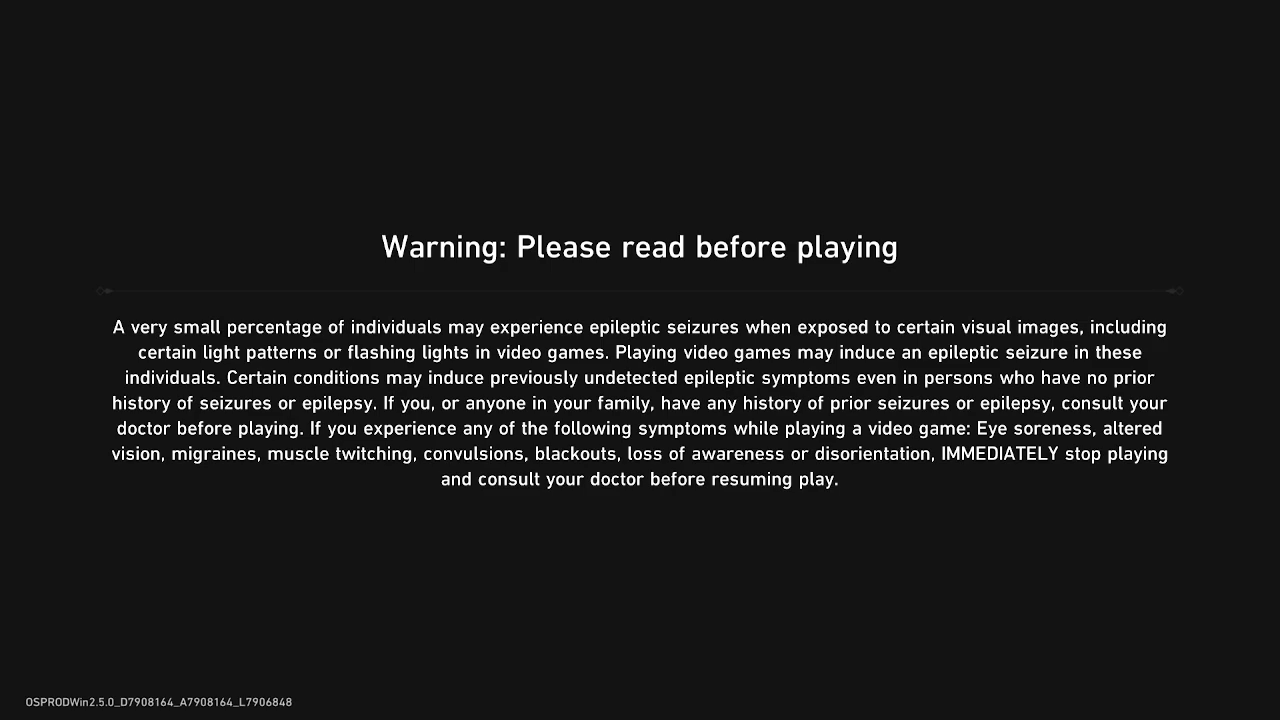 Warning: Please read before playing
A very small percentage of individuals may experience epileptic seizures when exposed to certain visual images, including
certain light patterns or flashing lights in video games. Playing video games may induce an epileptic seizure in these
individuals. Certain conditions may induce previously undetected epileptic symptoms even in persons who have no prior
history of seizures or epilepsy. If you, or anyone in your family, have any history of prior seizures or epilepsy, consult your
doctor before playing. If you experience any of the following symptoms while playing a video game: Eye soreness, altered
vision, migraines, muscle twitching, convulsions, blackouts, loss of awareness or disorientation, IMMEDIATELY stop playing
and consult your doctor before resuming play.
OSPRODWin2.5.0_D7908164_A7908164_L7906848